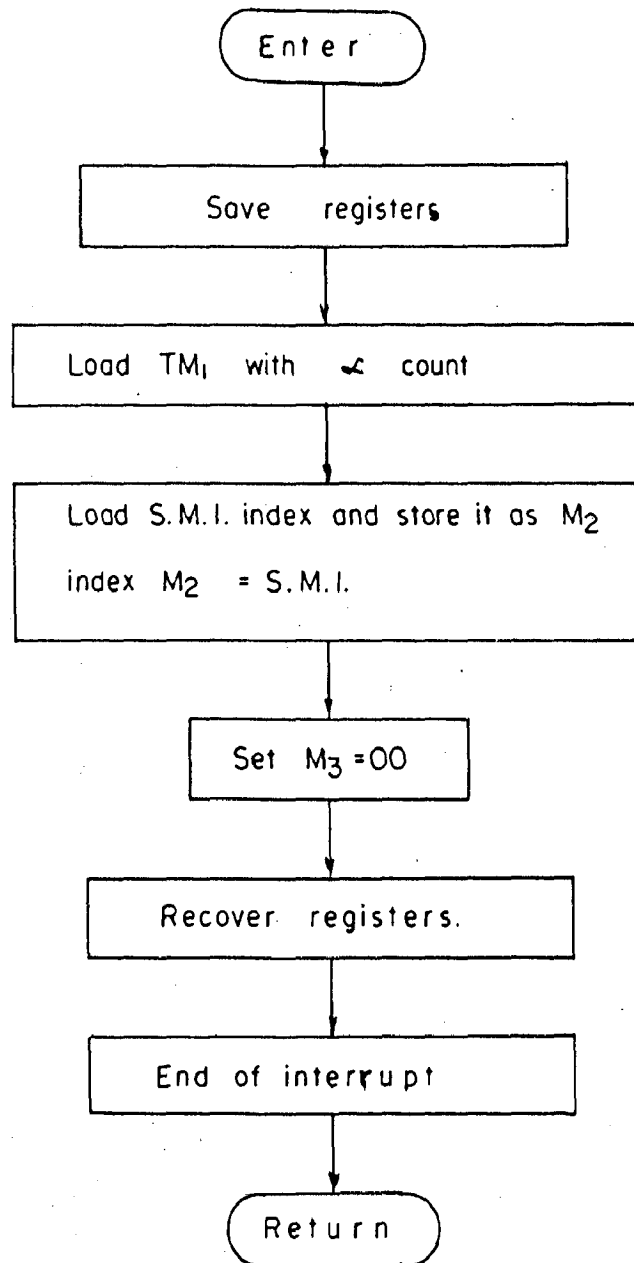 Enter
Save registers
Load TM₁ with α count
Load S.M.I. index and store it as M₂
index M₂ = S.M.I.
Set M₃ = 00
Recover registers.
End of interrupt
Return